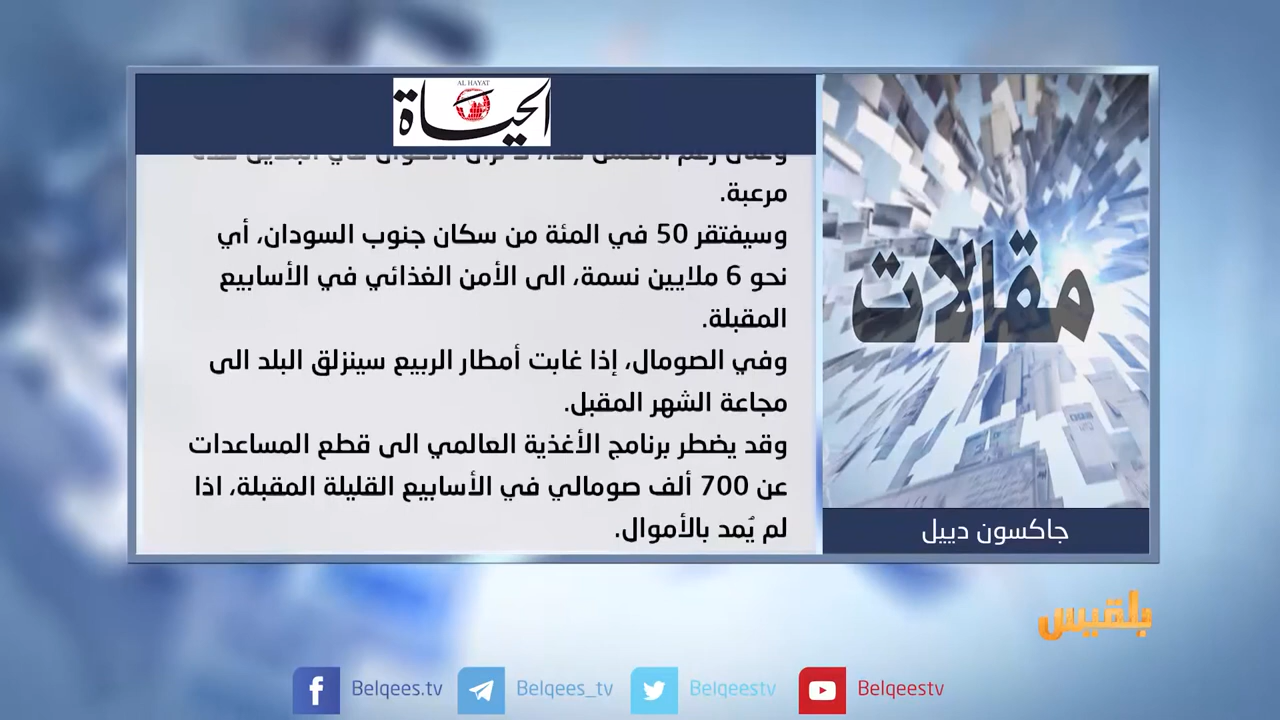 AL HAYAT
الحياة
مرعبة.
وسيفتقر 50 في المئة من سكان جنوب السودان، أي
نحو 6 ملايين نسمة، الى الأمن الغذائي في الأسابيع
المقبلة.
وفي الصومال، إذا غابت أمطار الربيع سينزلق البلد الى
مجاعة الشهر المقبل.
وقد يضطر برنامج الأغذية العالمي الى قطع المساعدات
عن 700 ألف صومالي في الأسابيع القليلة المقبلة، اذا
لم يُمد بالأموال.
مقالات
جاكسون دييل
بلقيس
Belqees.tv
Belqees_tv
Belqeestv
Belqeestv